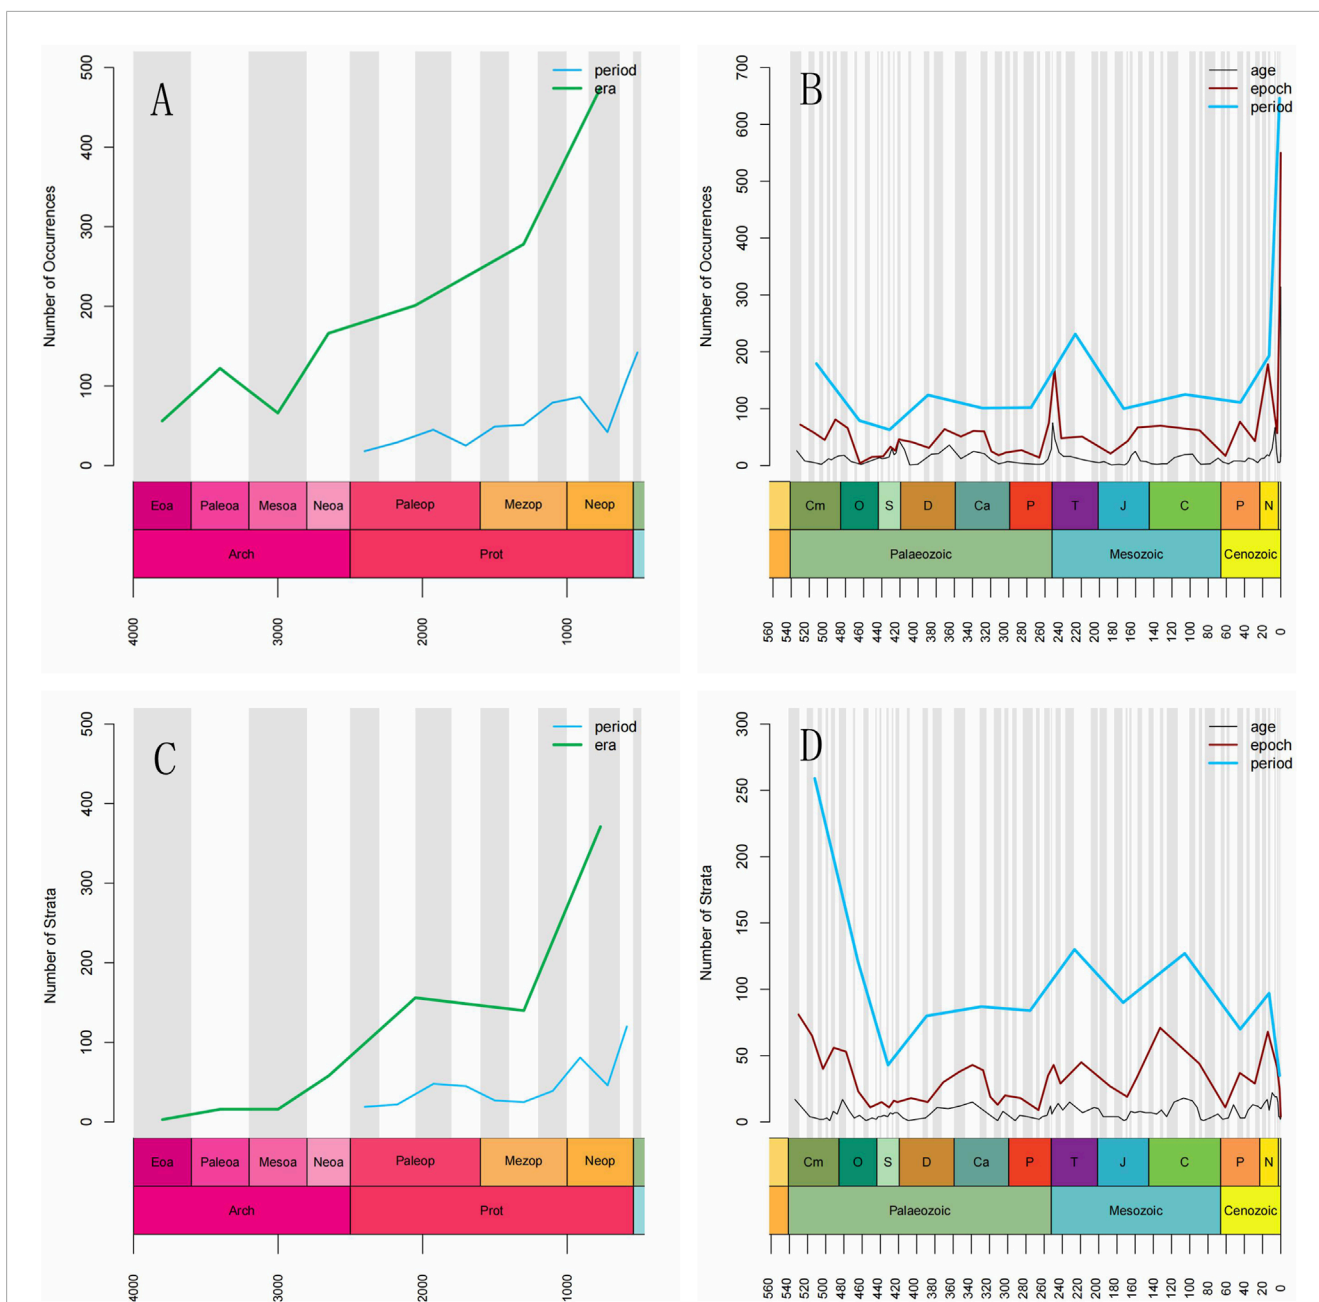 A
period
era
Number of Occurrences
500
400
300
200
100
0
Eoa Paleoa Mesoa Neoa Paleop Mezop Neop
Arch Prot
4000 3000 2000 1000
B
age
epoch
period
Number of Occurrences
700
600
500
400
300
200
100
0
Cm O S D Ca P T J C P N
Palaeozoic Mesozoic Cenozoic
560 540 520 500 480 460 440 420 400 380 360 340 320 300 280 260 240 220 200 180 160 140 120 100 80 60 40 20 0
C
period
era
Number of Strata
500
400
300
200
100
0
Eoa Paleoa Mesoa Neoa Paleop Mezop Neop
Arch Prot
4000 3000 2000 1000
D
age
epoch
period
Number of Strata
300
250
200
150
100
50
0
Cm O S D Ca P T J C P N
Palaeozoic Mesozoic Cenozoic
560 540 520 500 480 460 440 420 400 380 360 340 320 300 280 260 240 220 200 180 160 140 120 100 80 60 40 20 0